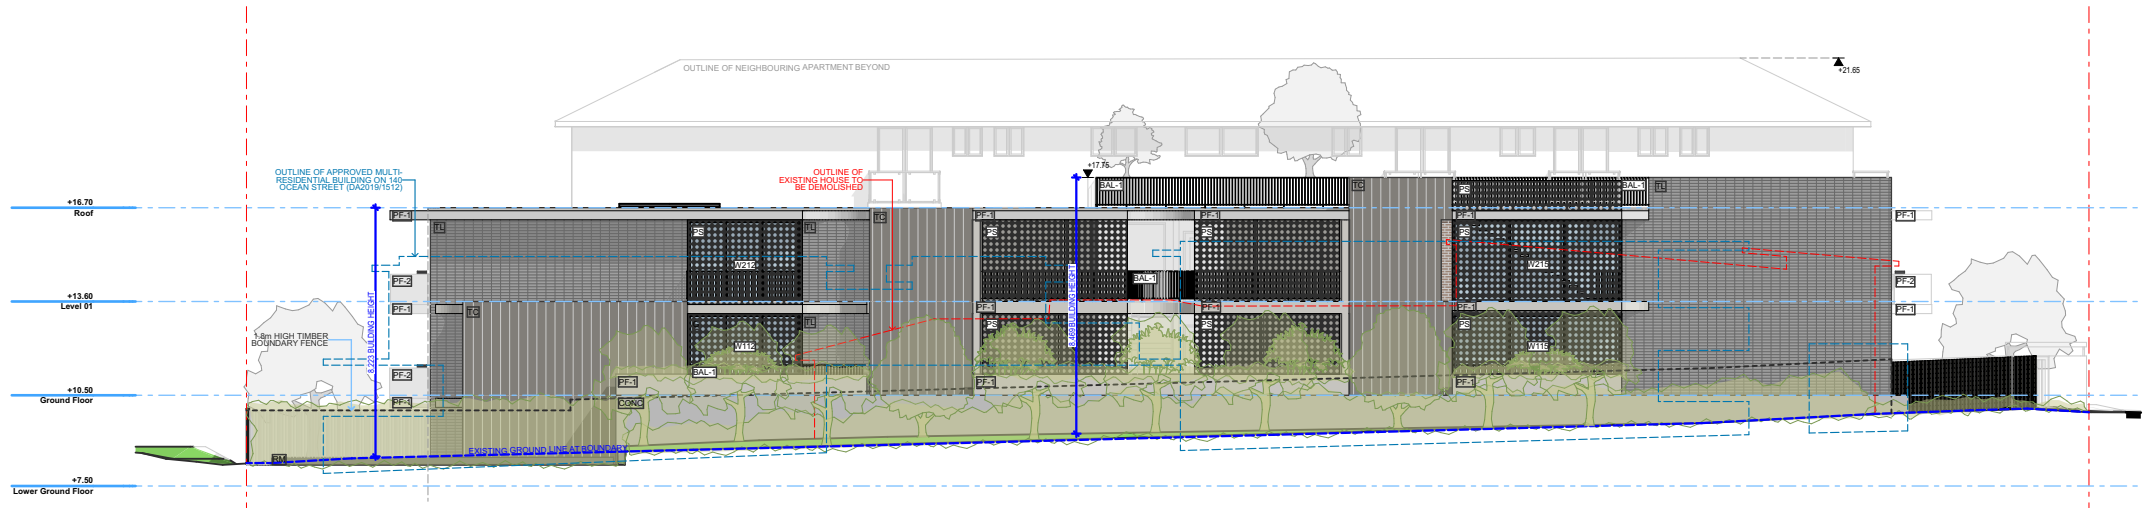 OUTLINE OF NEIGHBOURING APARTMENT BEYOND
+21.65
OUTLINE OF APPROVED MULTI-
RESIDENTIAL BUILDING ON 140
OCEAN STREET (DA2019/1512)
OUTLINE OF
EXISTING HOUSE TO
BE DEMOLISHED
+17.75
BAL-1
TC
PS
BAL-1
TL
+16.70
Roof
PF-1
TL
PS
TL
TC
PF-1
PS
PF-1
PS
PF-1
PS
PF-1
W212
W215
BAL-1
PF-2
PF-2
+13.60
Level 01
PF-1
TC
PF-1
PF-1
PF-1
PF-1
8.223 BUILDING HEIGHT
8.469 BUILDING HEIGHT
1.8m HIGH TIMBER
BOUNDARY FENCE
PS
TL
PS
PS
PS
W112
W115
BAL-1
PF-2
PF-1
PF-1
PF-1
+10.50
Ground Floor
PF-1
CONC
EXISTING GROUND LINE AT BOUNDARY
RM
+7.50
Lower Ground Floor